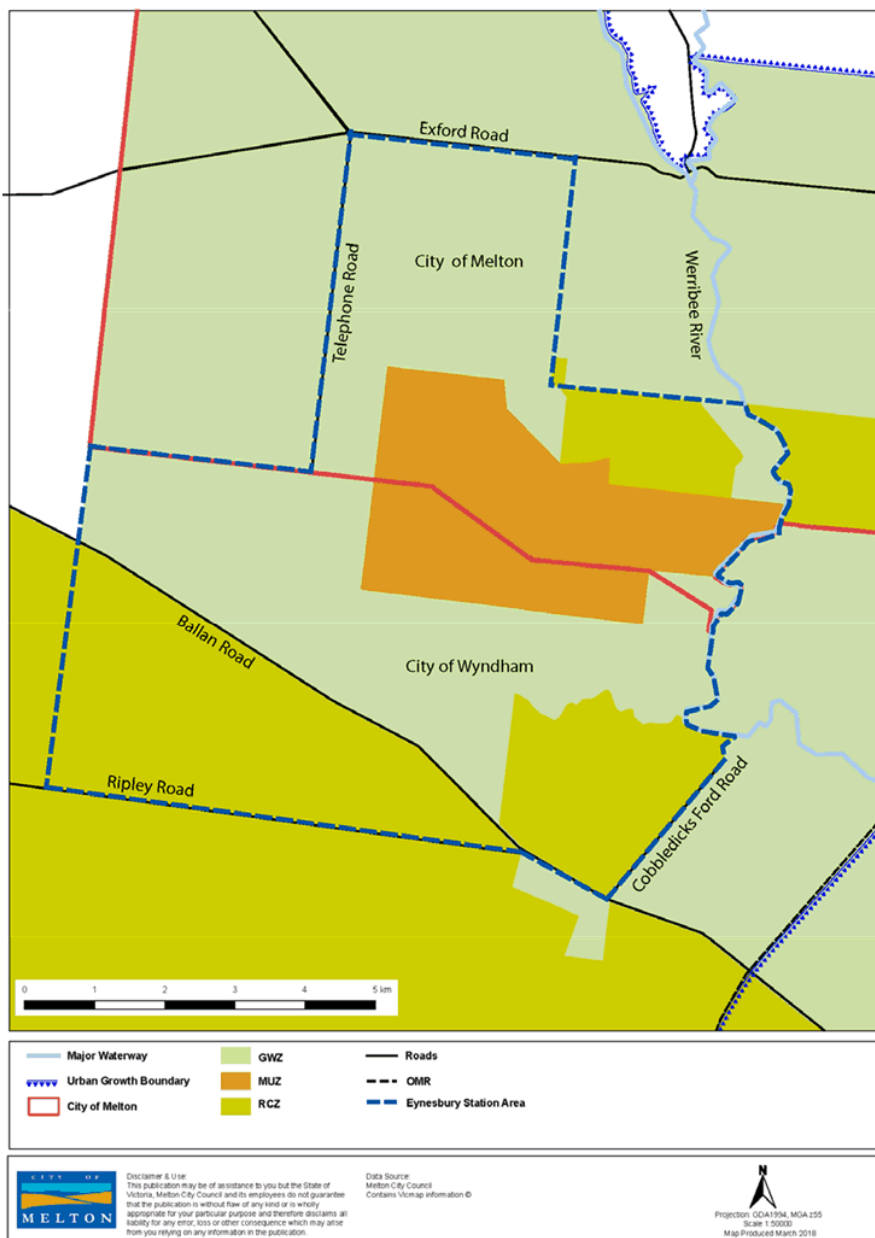 Exford Road
City of Melton
Telephone Road
Werribee River
Ballan Road
City of Wyndham
Ripley Road
Cobbledicks Ford Road
0 1 2 3 4 5 km
Major Waterway
Urban Growth Boundary
City of Melton
GWZ
MUZ
RCZ
Roads
OMR
Eynesbury Station Area
CITY OF
MELTON
Disclaimer & Use:
This publication may be of assistance to you but the State of
Victoria, Melton City Council and its employees do not guarantee
that the publication is without flaw of any kind or is wholly
appropriate for your particular purpose and therefore disclaims all
liability for any error, loss or other consequence which may arise
from you relying on any information in the publication.
Data Source:
Melton City Council
Contains Vicmap information ©
N
Projection: GDA1994, MGA z55
Scale 1:50000
Map Produced March 2018